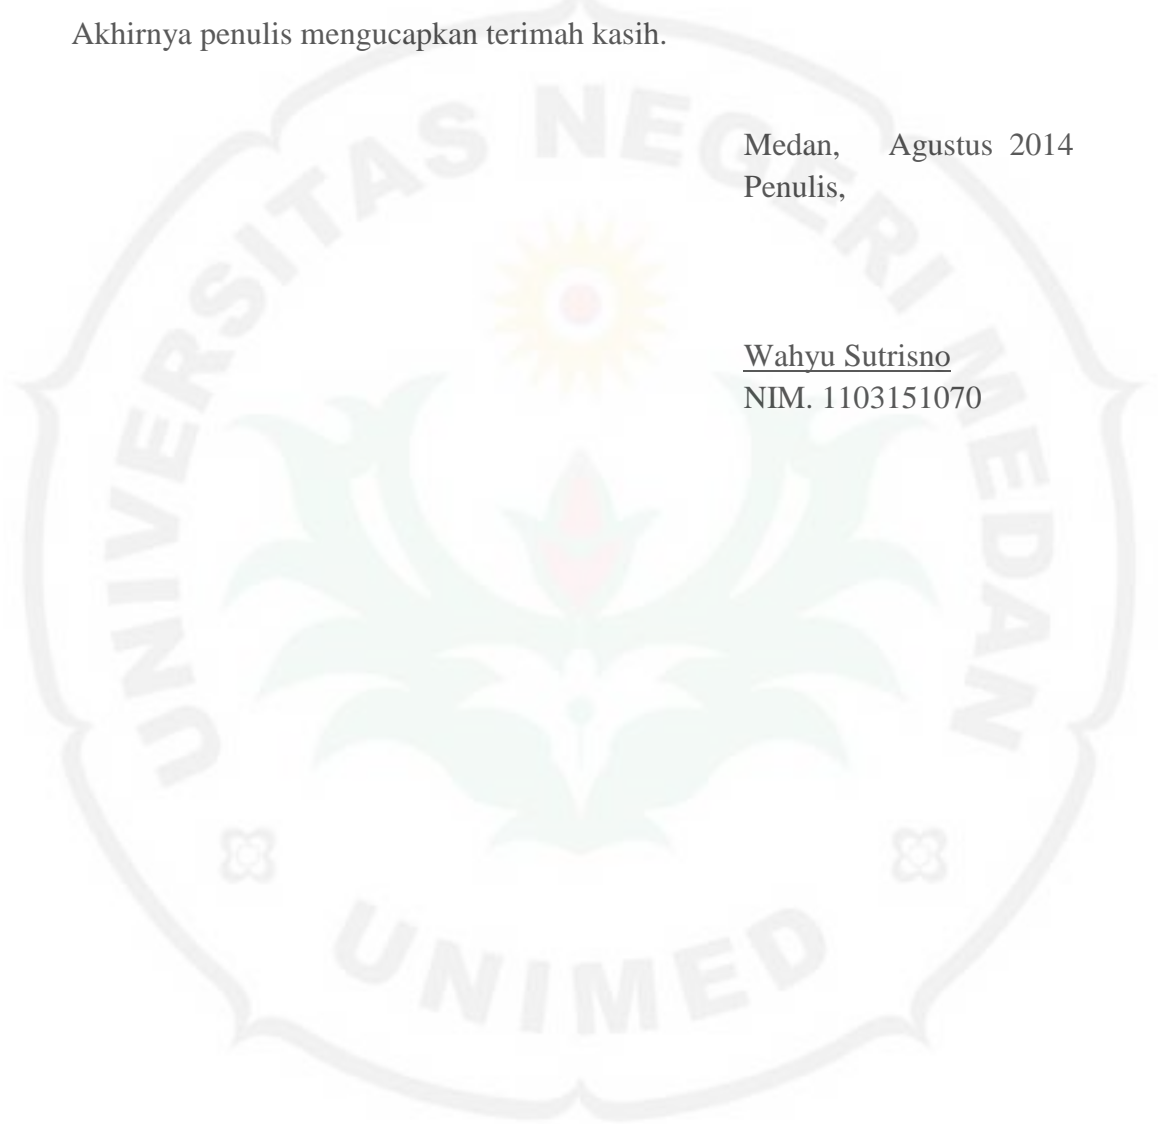 Akhirnya penulis mengucapkan terimah kasih.
Medan, Agustus 2014
Penulis,
Wahyu Sutrisno
NIM. 1103151070
UNIVERSITAS NEGERI MEDAN
UNIMED